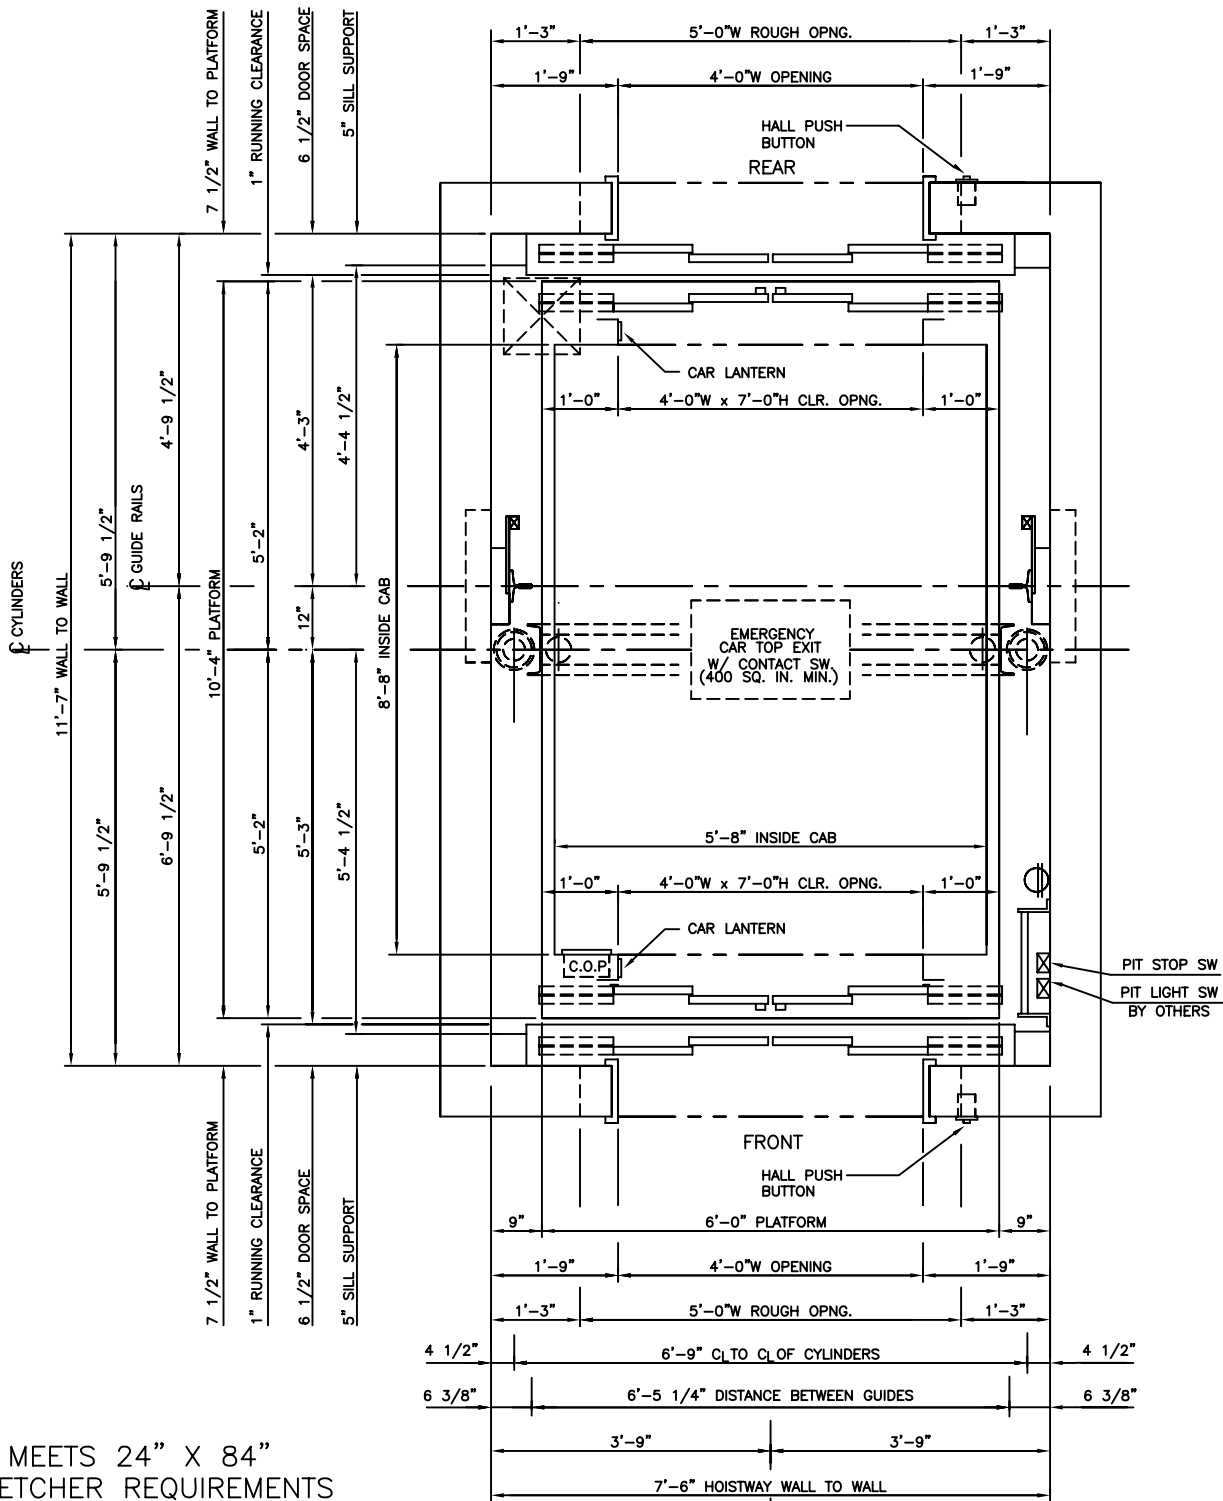 1'-3"
5'-0"W ROUGH OPNG.
1'-3"
1'-9"
4'-0"W OPENING
1'-9"
7 1/2" WALL TO PLATFORM
1" RUNNING CLEARANCE
6 1/2" DOOR SPACE
5" SILL SUPPORT
HALL PUSH
BUTTON
REAR
CAR LANTERN
1'-0"
4'-0"W x 7'-0"H CLR. OPNG.
1'-0"
4'-9 1/2"
4'-3"
4'-4 1/2"
5'-9 1/2"
℄ GUIDE RAILS
5'-2"
12"
℄ CYLINDERS
11'-7" WALL TO WALL
10'-4" PLATFORM
8'-8" INSIDE CAB
EMERGENCY
CAR TOP EXIT
W/ CONTACT SW.
(400 SQ. IN. MIN.)
5'-9 1/2"
6'-9 1/2"
5'-2"
5'-3"
5'-4 1/2"
5'-8" INSIDE CAB
1'-0"
4'-0"W x 7'-0"H CLR. OPNG.
1'-0"
CAR LANTERN
C.O.P
PIT STOP SW
PIT LIGHT SW
BY OTHERS
FRONT
HALL PUSH
BUTTON
7 1/2" WALL TO PLATFORM
1" RUNNING CLEARANCE
6 1/2" DOOR SPACE
5" SILL SUPPORT
9"
6'-0" PLATFORM
9"
1'-9"
4'-0"W OPENING
1'-9"
1'-3"
5'-0"W ROUGH OPNG.
1'-3"
4 1/2"
6'-9" CL TO CL OF CYLINDERS
4 1/2"
6 3/8"
6'-5 1/4" DISTANCE BETWEEN GUIDES
6 3/8"
3'-9"
3'-9"
7'-6" HOISTWAY WALL TO WALL
MEETS 24" X 84"
ETCHER REQUIREMENTS